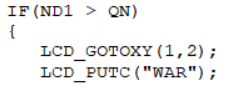 IF(ND1 > QN)
{
LCD_GOTOXY(1,2);
LCD_PUTC("WAR");